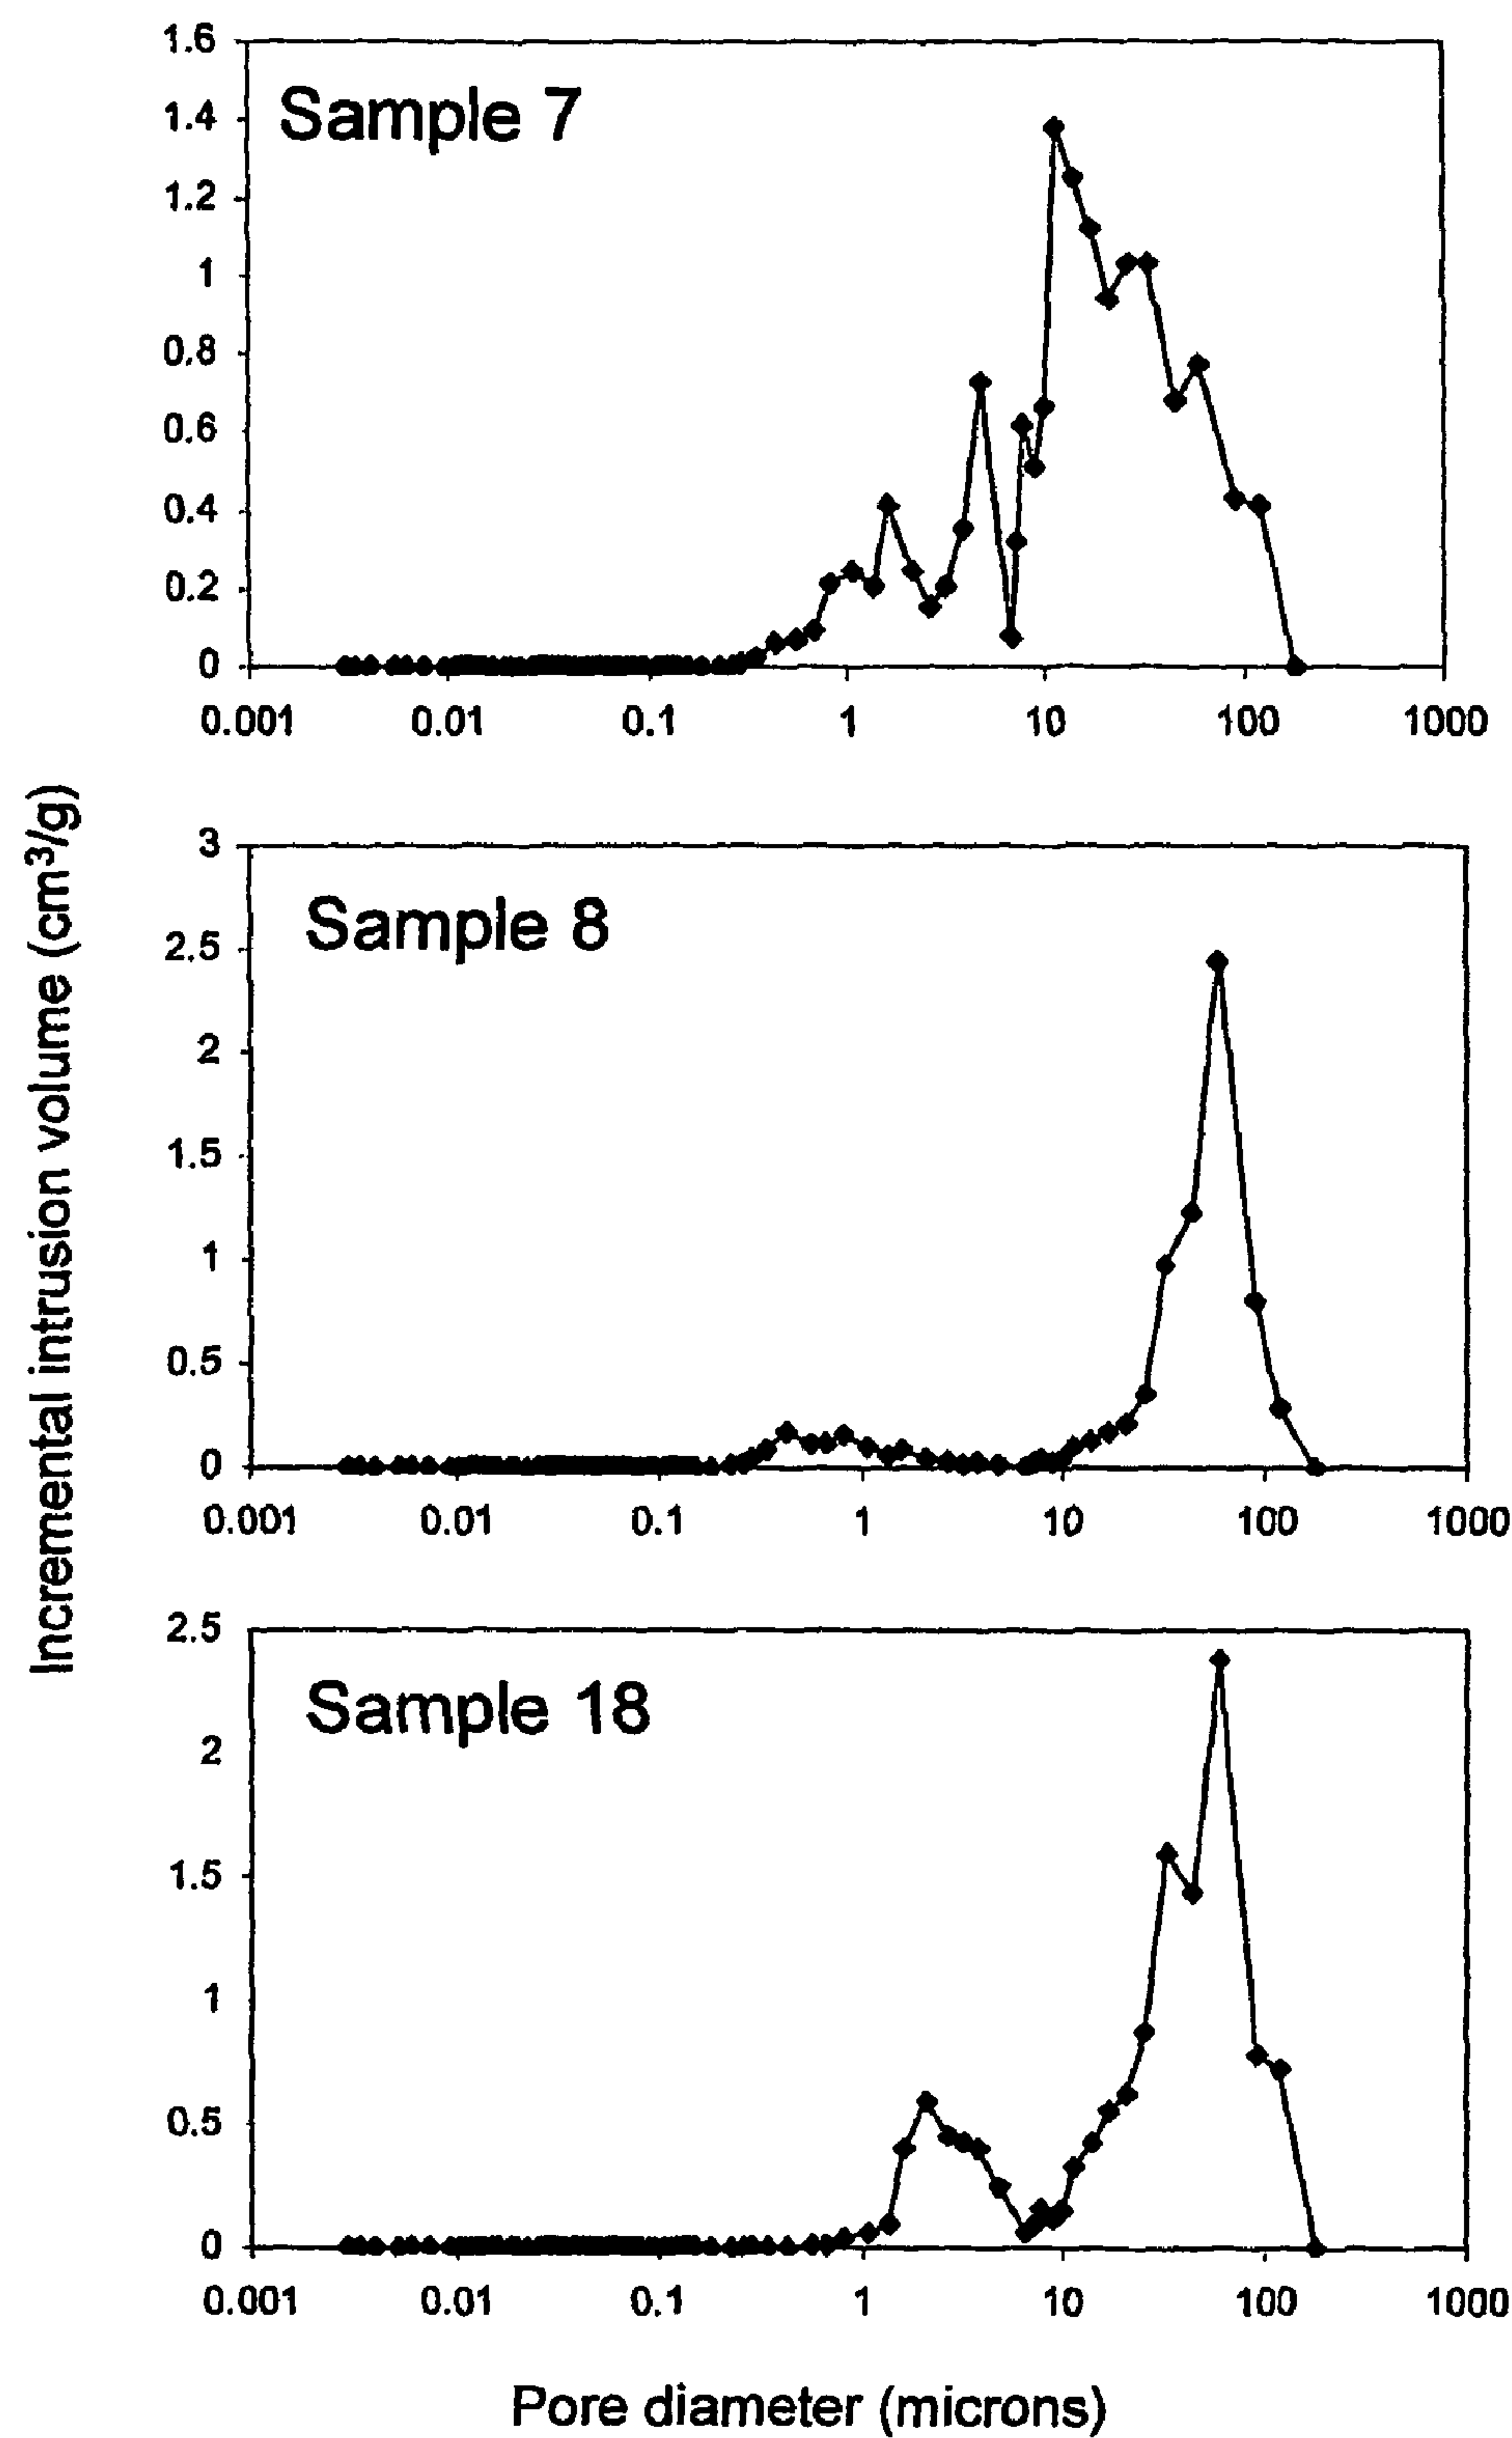 1.6
1.4
1.2
1
0.8
0.6
0.4
0.2
0
Sample 7
0.001 0.01 0.1 1 10 100 1000
Incremental intrusion volume (cm³/g)
3
2.5
2
1.5
1
0.5
0
Sample 8
0.001 0.01 0.1 1 10 100 1000
2.5
2
1.5
1
0.5
0
Sample 18
0.001 0.01 0.1 1 10 100 1000
Pore diameter (microns)